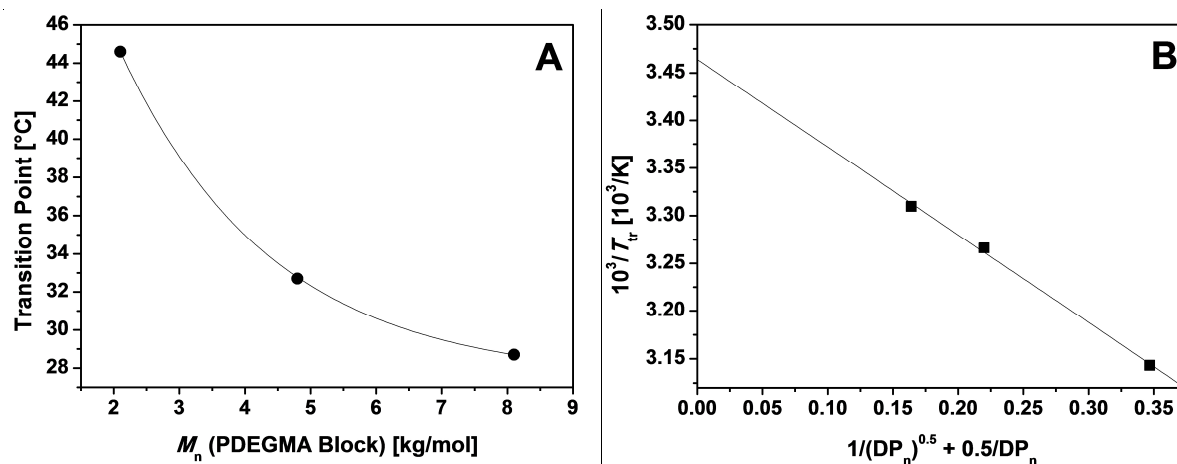 A
46
44
42
40
38
36
34
32
30
28
Transition Point [°C]
2 3 4 5 6 7 8 9
Mn (PDEGMA Block) [kg/mol]
B
3.50
3.45
3.40
3.35
3.30
3.25
3.20
3.15
10³/Ttr [10³/K]
0.00 0.05 0.10 0.15 0.20 0.25 0.30 0.35
1/(DPn)^0.5 + 0.5/DPn